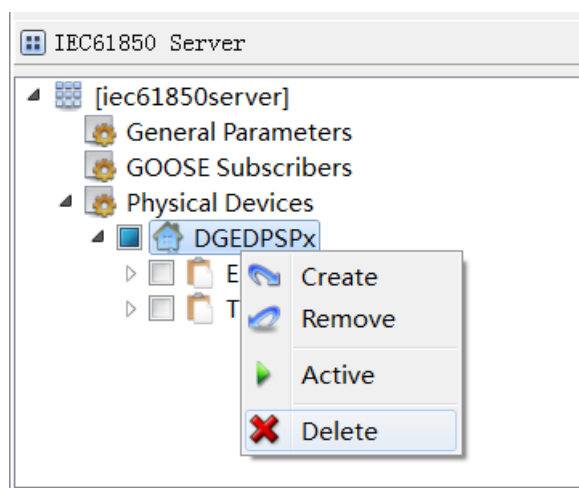 IEC61850 Server
[iec61850server]
General Parameters
GOOSE Subscribers
Physical Devices
DGEDPSPx
E
T
Create
Remove
Active
Delete